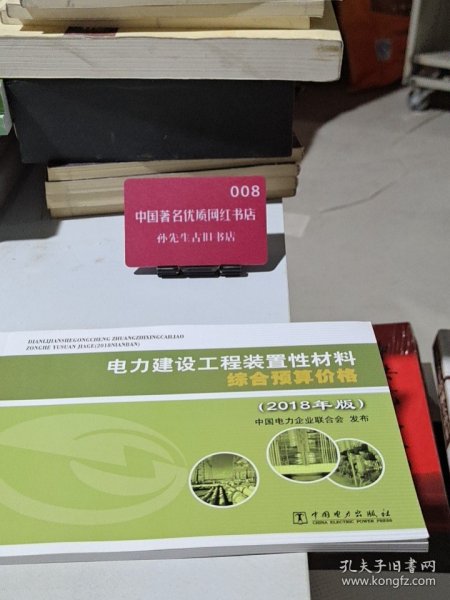 008
中国著名优质网红书店
孙先生古旧书店
DIANLIJIANSHEGONGCHENG ZHUANGZHIXINGCAILIAO
ZONGHE YUSUAN JIAGE(2018NIANBAN)
电力建设工程装置性材料
综合预算价格
(2018年版)
中国电力企业联合会 发布
中国电力出版社
CHINA ELECTRIC POWER PRESS
孔夫子旧书网
www.kongfz.com